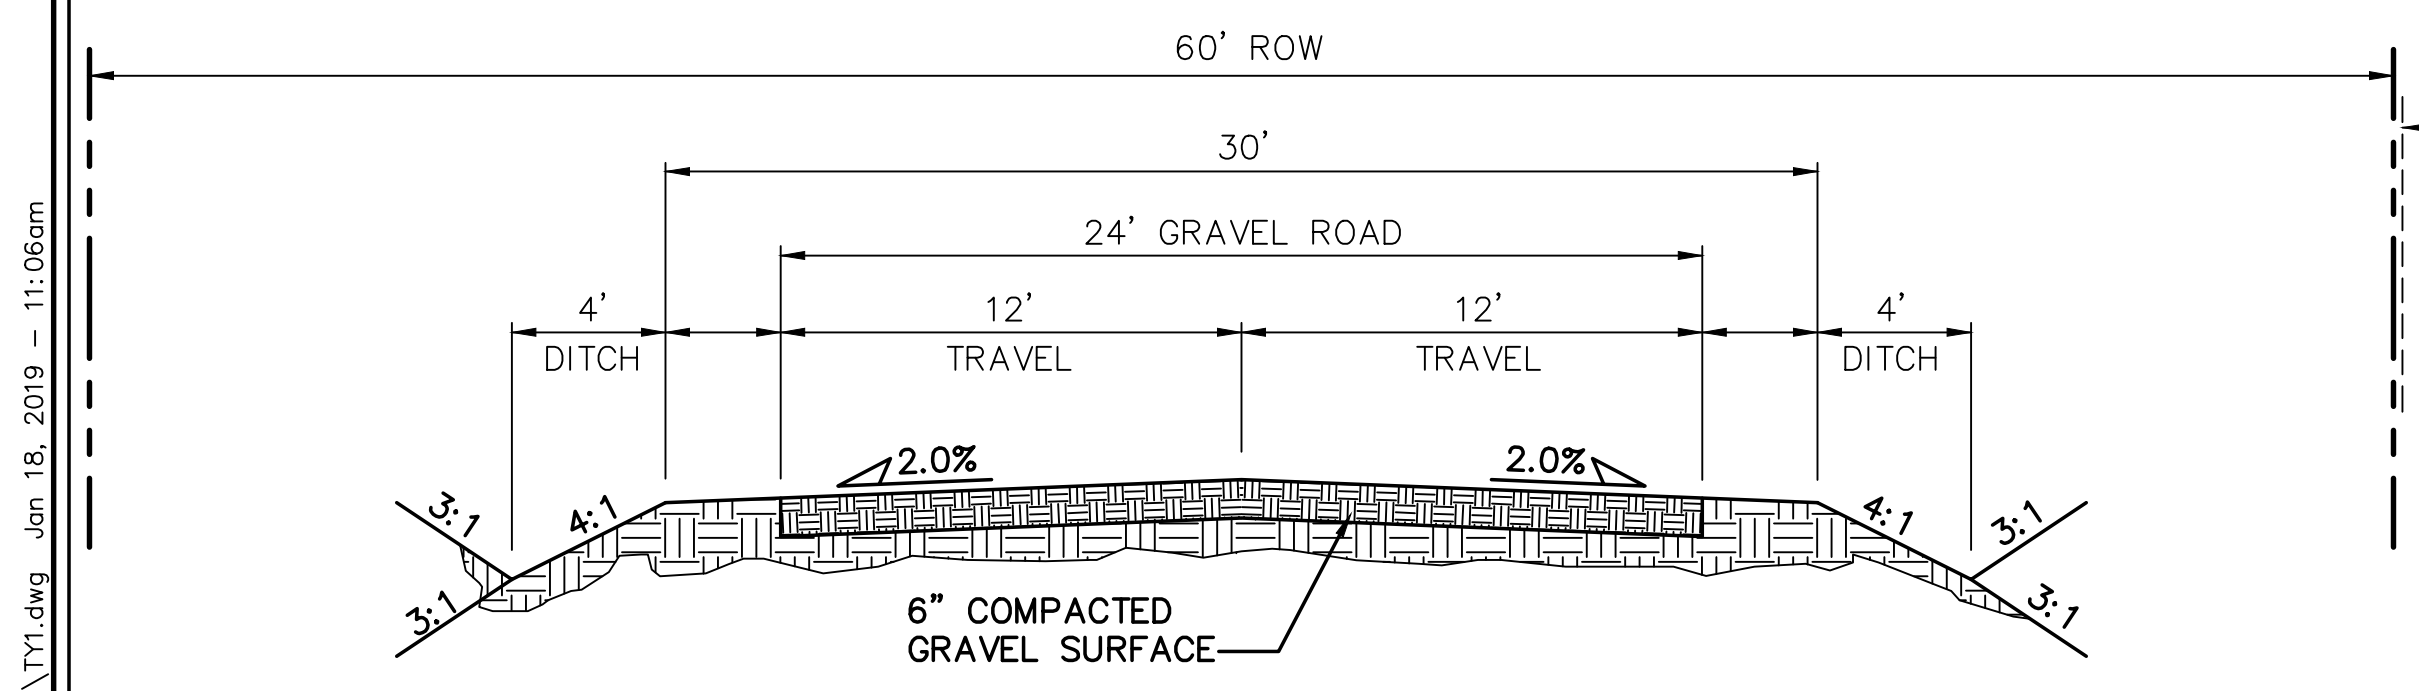 60' ROW
30'
24' GRAVEL ROAD
4' 12' 12' 4'
DITCH TRAVEL TRAVEL DITCH
2.0% 2.0%
3:1 4:1 4:1 3:1
3:1 3:1
6" COMPACTED
GRAVEL SURFACE
\TY1.dwg Jan 18, 2019 - 11:06am